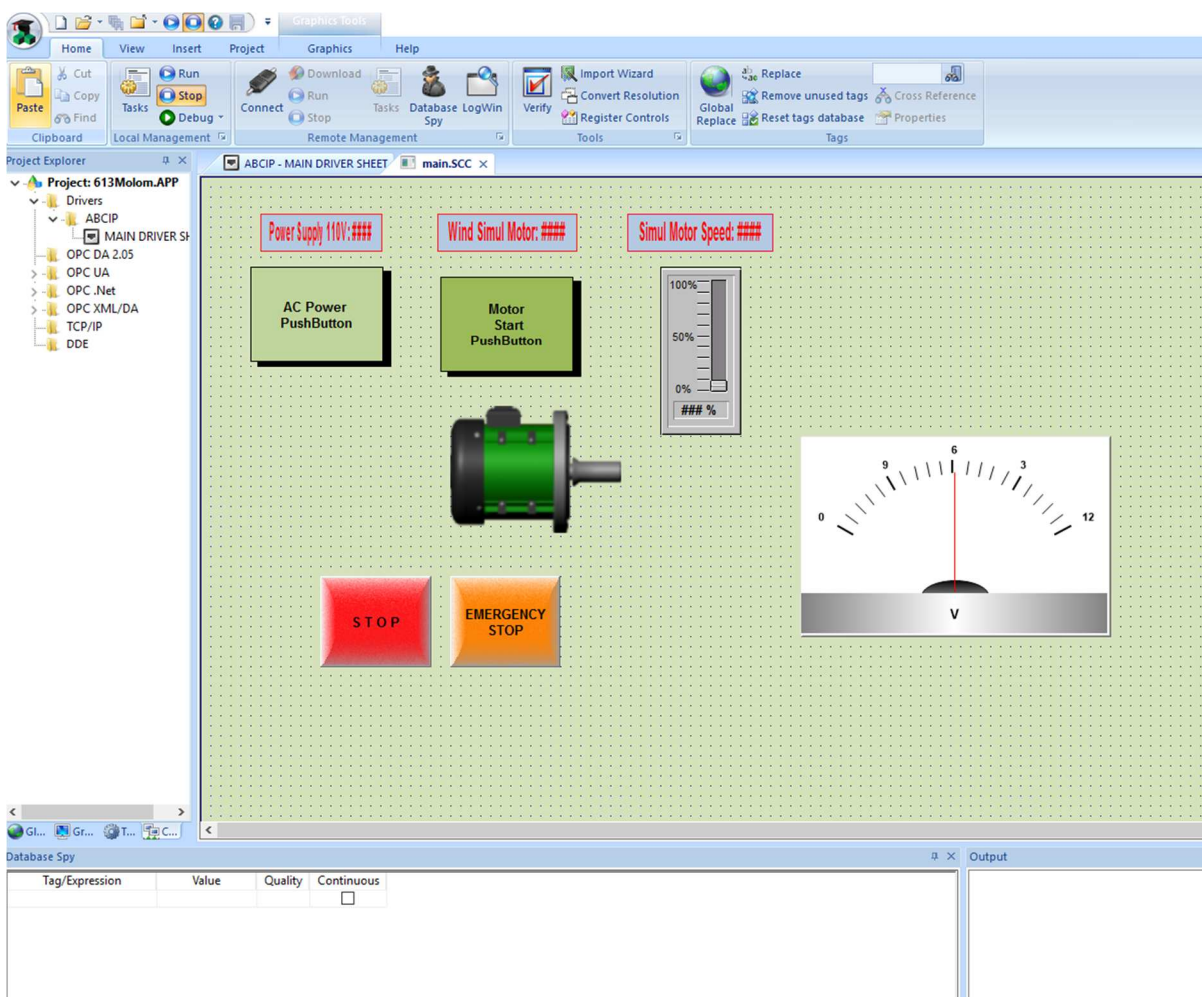 Graphics Tools
Home View Insert Project Graphics Help
Paste
Cut
Copy
Find
Clipboard
Tasks
Run
Stop
Debug
Local Management
Connect
Download
Run
Stop
Tasks
Database Spy
LogWin
Remote Management
Verify
Import Wizard
Convert Resolution
Register Controls
Tools
Global Replace
ab ac
Replace
Remove unused tags
Reset tags database
Cross Reference
Properties
Tags
Project Explorer
Project: 613Molom.APP
Drivers
ABCIP
MAIN DRIVER SH
OPC DA 2.05
OPC UA
OPC .Net
OPC XML/DA
TCP/IP
DDE
Gl... Gr... T... C...
ABCIP - MAIN DRIVER SHEET main.SCC
Power Supply 110V: ####
Wind Simul Motor: ####
Simul Motor Speed: ####
AC Power
PushButton
Motor
Start
PushButton
100%
50%
0%
### %
0 9 6 3 12
V
S T O P
EMERGENCY
STOP
Database Spy
Tag/Expression Value Quality Continuous
Output